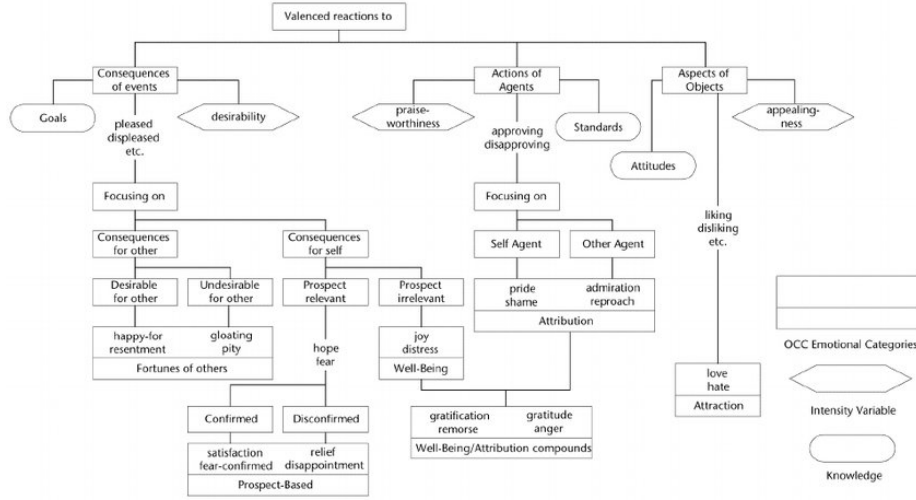 Valenced reactions to
Consequences
of events
Actions of
Agents
Aspects of
Objects
Goals
desirability
praise-
worthiness
Standards
Attitudes
appealing-
ness
pleased
displeased
etc.
approving
disapproving
liking
disliking
etc.
Focusing on
Focusing on
Consequences
for other
Consequences
for self
Self Agent
Other Agent
Desirable
for other
Undesirable
for other
Prospect
relevant
Prospect
irrelevant
pride
shame
admiration
reproach
Attribution
happy-for
resentment
gloating
pity
Fortunes of others
hope
fear
joy
distress
Well-Being
love
hate
Attraction
Confirmed
Disconfirmed
satisfaction
fear-confirmed
relief
disappointment
Prospect-Based
gratification
remorse
gratitude
anger
Well-Being/Attribution compounds
OCC Emotional Categories
Intensity Variable
Knowledge